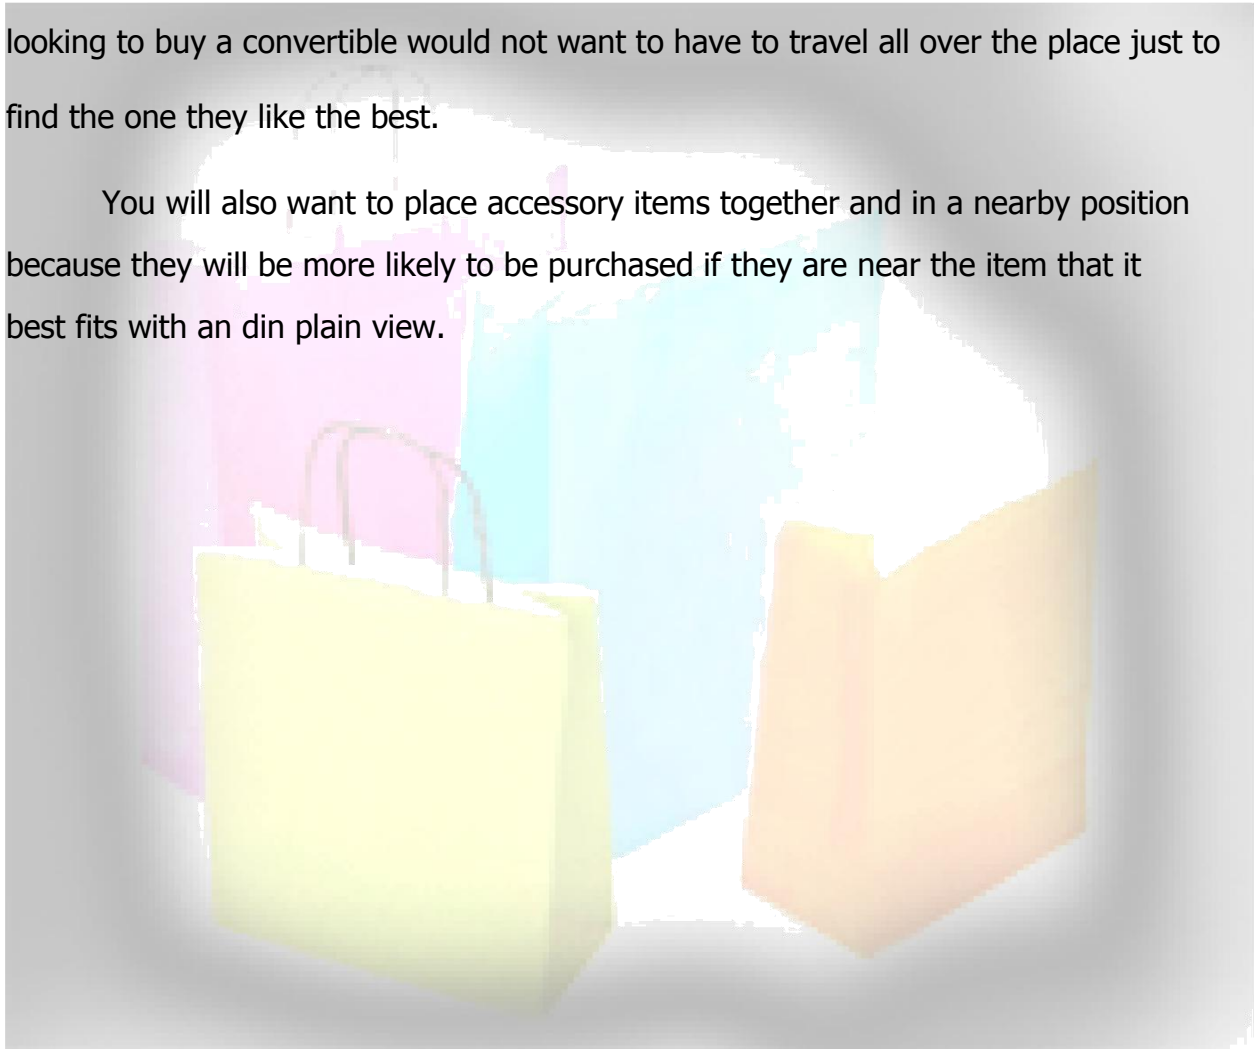 looking to buy a convertible would not want to have to travel all over the place just to
find the one they like the best.
You will also want to place accessory items together and in a nearby position
because they will be more likely to be purchased if they are near the item that it
best fits with an din plain view.